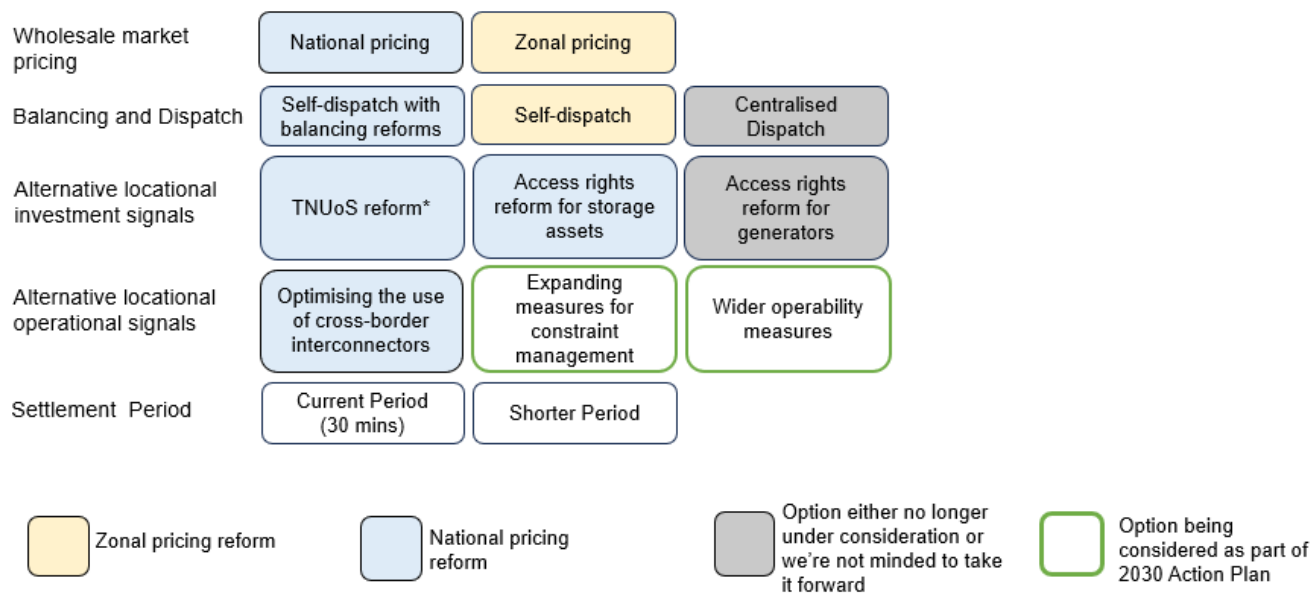 Wholesale market
pricing
National pricing
Zonal pricing
Balancing and Dispatch
Self-dispatch with
balancing reforms
Self-dispatch
Centralised
Dispatch
Alternative locational
investment signals
TNUoS reform*
Access rights
reform for storage
assets
Access rights
reform for
generators
Alternative locational
operational signals
Optimising the use
of cross-border
interconnectors
Expanding
measures for
constraint
management
Wider operability
measures
Settlement Period
Current Period
(30 mins)
Shorter Period
Zonal pricing reform
National pricing
reform
Option either no longer
under consideration or
we're not minded to take
it forward
Option being
considered as part of
2030 Action Plan